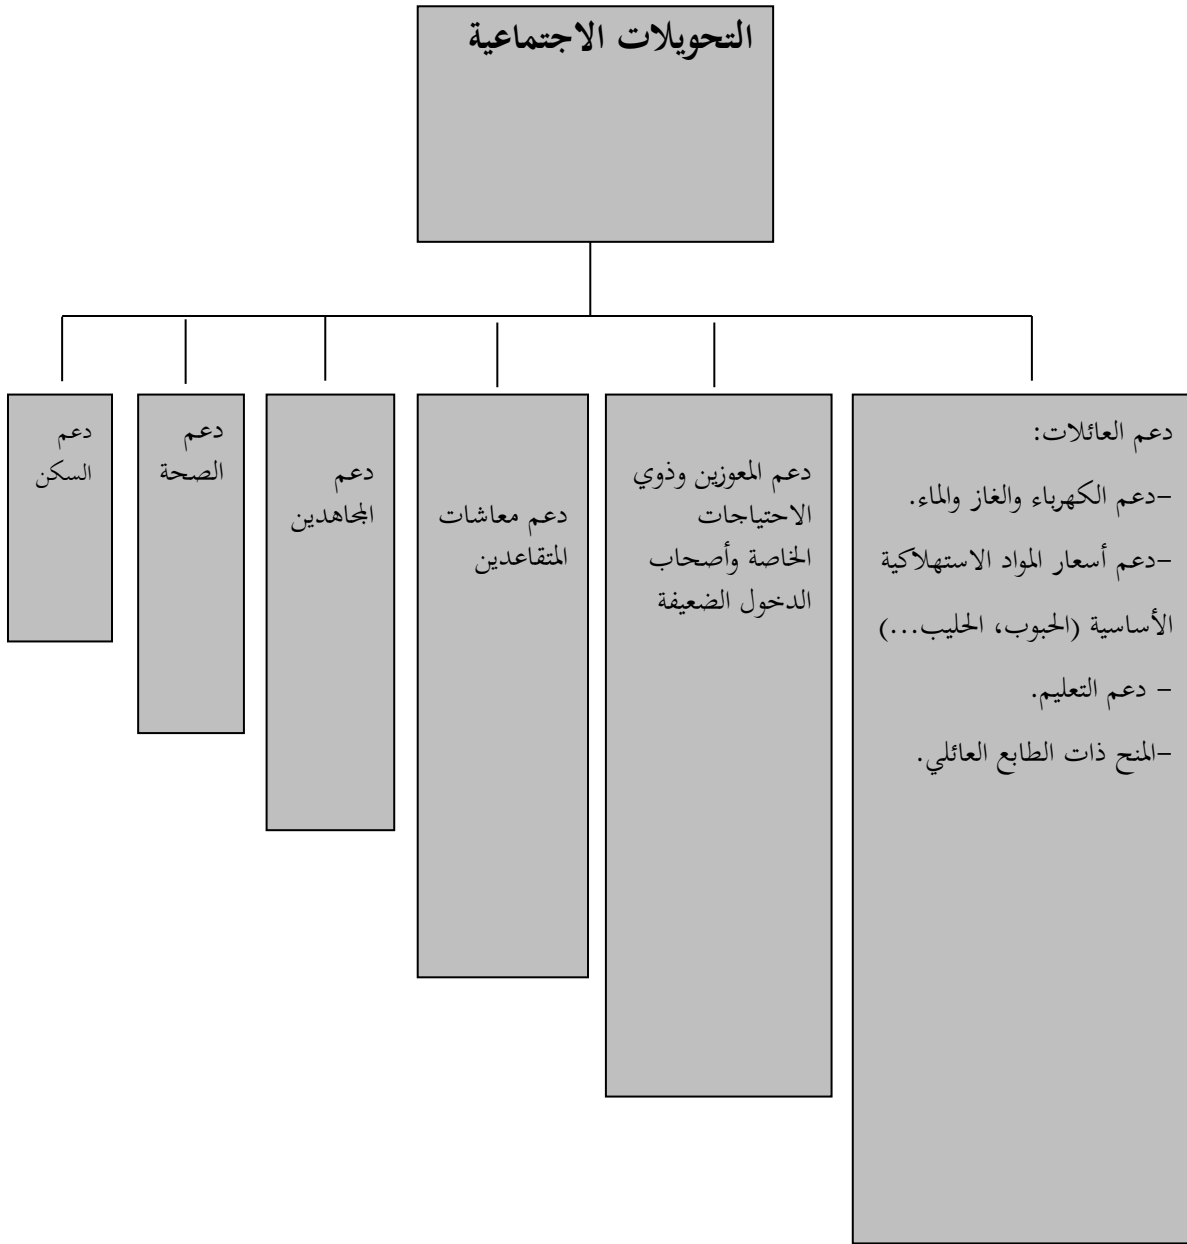 التحويلات الاجتماعية
دعم العائلات:
–دعم الكهرباء والغاز والماء.
–دعم أسعار المواد الاستهلاكية
الأساسية (الحبوب، الحليب...)
– دعم التعليم.
–المنح ذات الطابع العائلي.
دعم المعوزين وذوي
الاحتياجات
الخاصة وأصحاب
الدخول الضعيفة
دعم معاشات
المتقاعدين
دعم
المجاهدين
دعم
الصحة
دعم
السكن